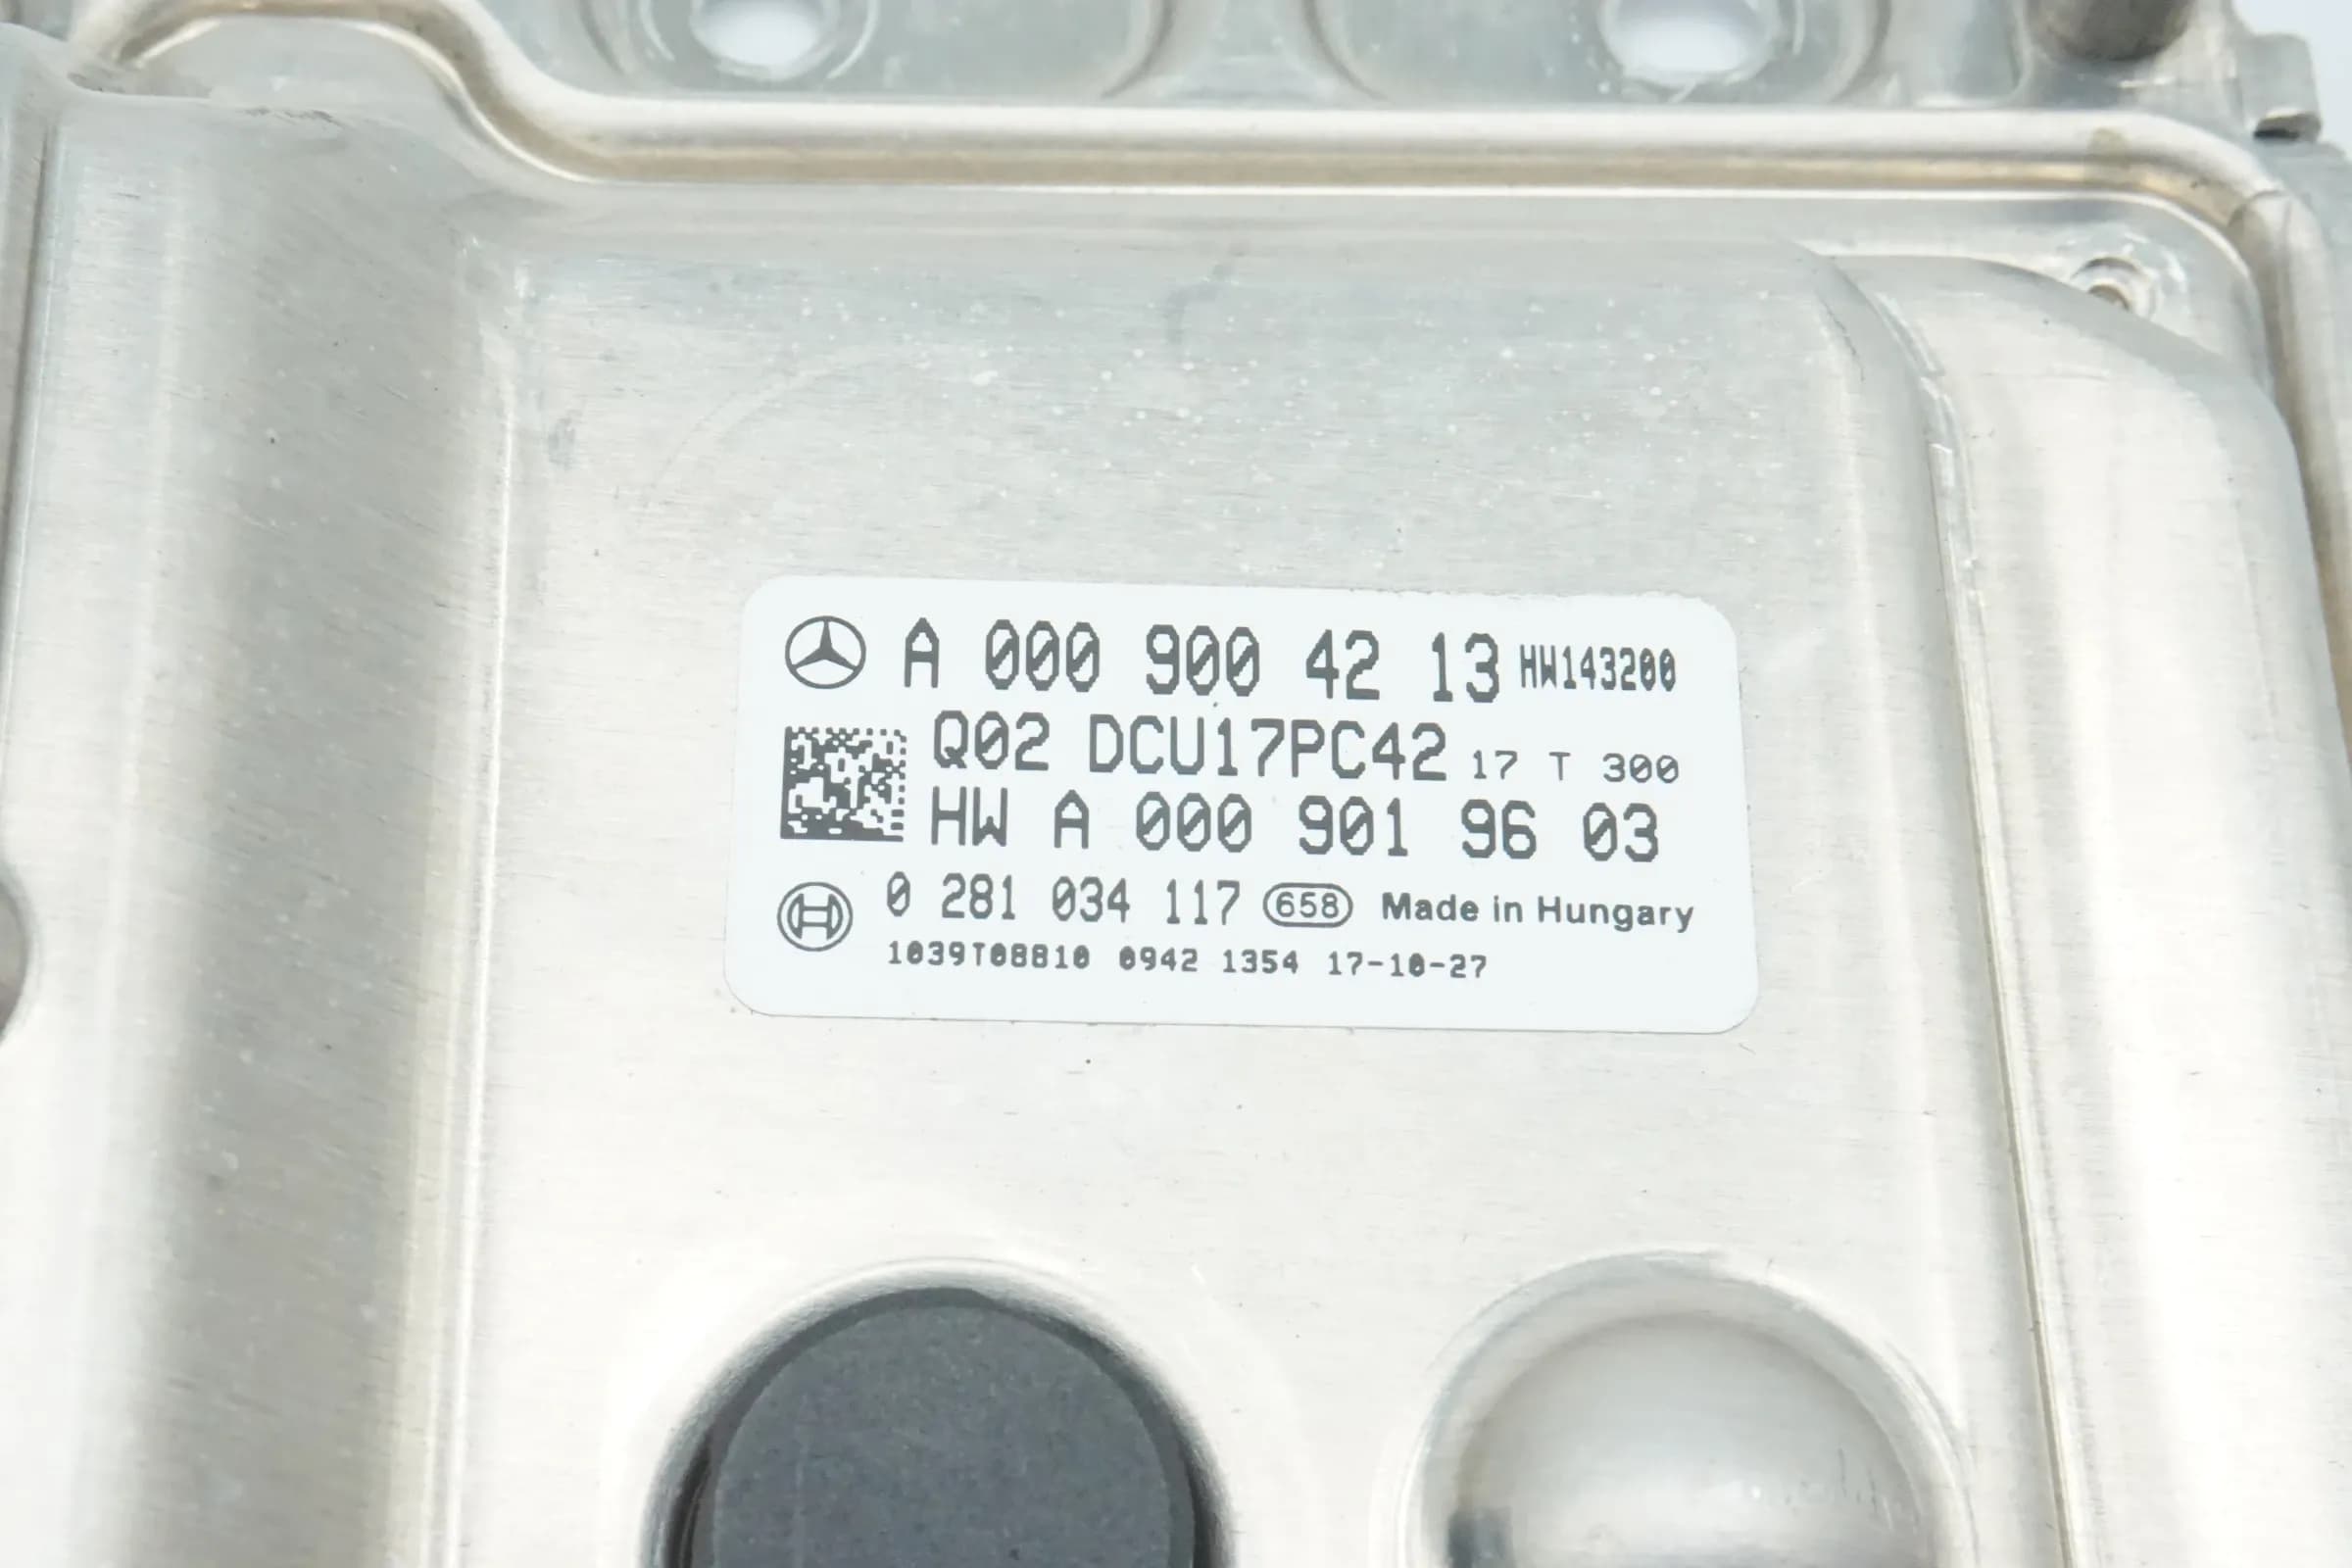 A 000 900 42 13 HW143200
Q02 DCU17PC42 17 T 300
HW A 000 901 96 03
0 281 034 117 658 Made in Hungary
1039T08810 0942 1354 17-10-27